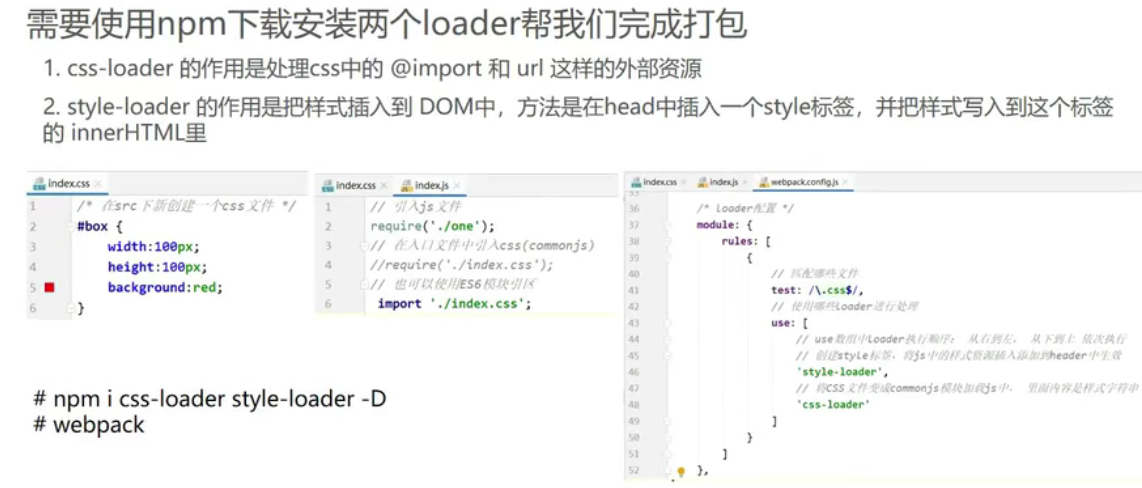 需要使用npm下载安装两个loader帮我们完成打包
1. css-loader 的作用是处理css中的 @import 和 url 这样的外部资源
2. style-loader 的作用是把样式插入到 DOM中，方法是在head中插入一个style标签，并把样式写入到这个标签
的 innerHTML里
index.css
1 /* 在src下新创建一个css文件 */
2 #box {
3 width:100px;
4 height:100px;
5 background:red;
6 }
index.css index.js
1 // 引入js文件
2 require('./one');
3 // 在入口文件中引入css(commonjs)
4 //require('./index.css');
5 // 也可以使用ES6模块引区
6 import './index.css';
index.css index.js webpack.config.js
35
36 /* Loader配置 */
37 module: {
38 rules: [
39 {
40 // 匹配哪些文件
41 test: /\.css$/,
42 // 使用哪些Loader进行处理
43 use: [
44 // use数组中Loader执行顺序： 从右到左， 从下到上 依次执行
45 // 创建style标签，将js中的样式资源插入添加到header中生效
46 'style-loader',
47 // 将CSS文件变成commonjs模块加载js中， 里面内容是样式字符串
48 'css-loader'
49 ]
50 }
51 ]
52 },
# npm i css-loader style-loader -D
# webpack